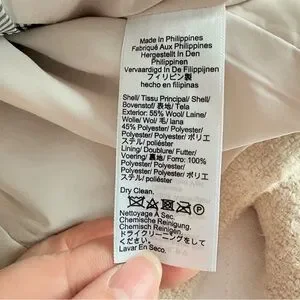 Made In Philippines
Fabriqué Aux Philippines
Hergestellt In Den
Philippinen
Vervaardigd In De Filippijnen
フィリピン製
hecho en filipinas
Shell/ Tissu Principal/ Shell/
Bovenstof/ 表地/ Tela
Exterior: 55% Wool/ Laine/
Wolle/ Wol/ 毛/ lana
45% Polyester/ Polyester/
Polyester/ Polyester/ ポリエ
ステル/ poliéster
Lining/ Doublure/ Futter/
Voering/ 裏地/ Forro: 100%
Polyester/ Polyester/
Polyester/ Polyester/ ポリエ
ステル/ poliéster
Dry Clean.
P
Nettoyage A Sec.
Chemische Reinigung.
Chemisch Reinigen.
ドライクリーニングをして
ください。
Lavar En Seco.